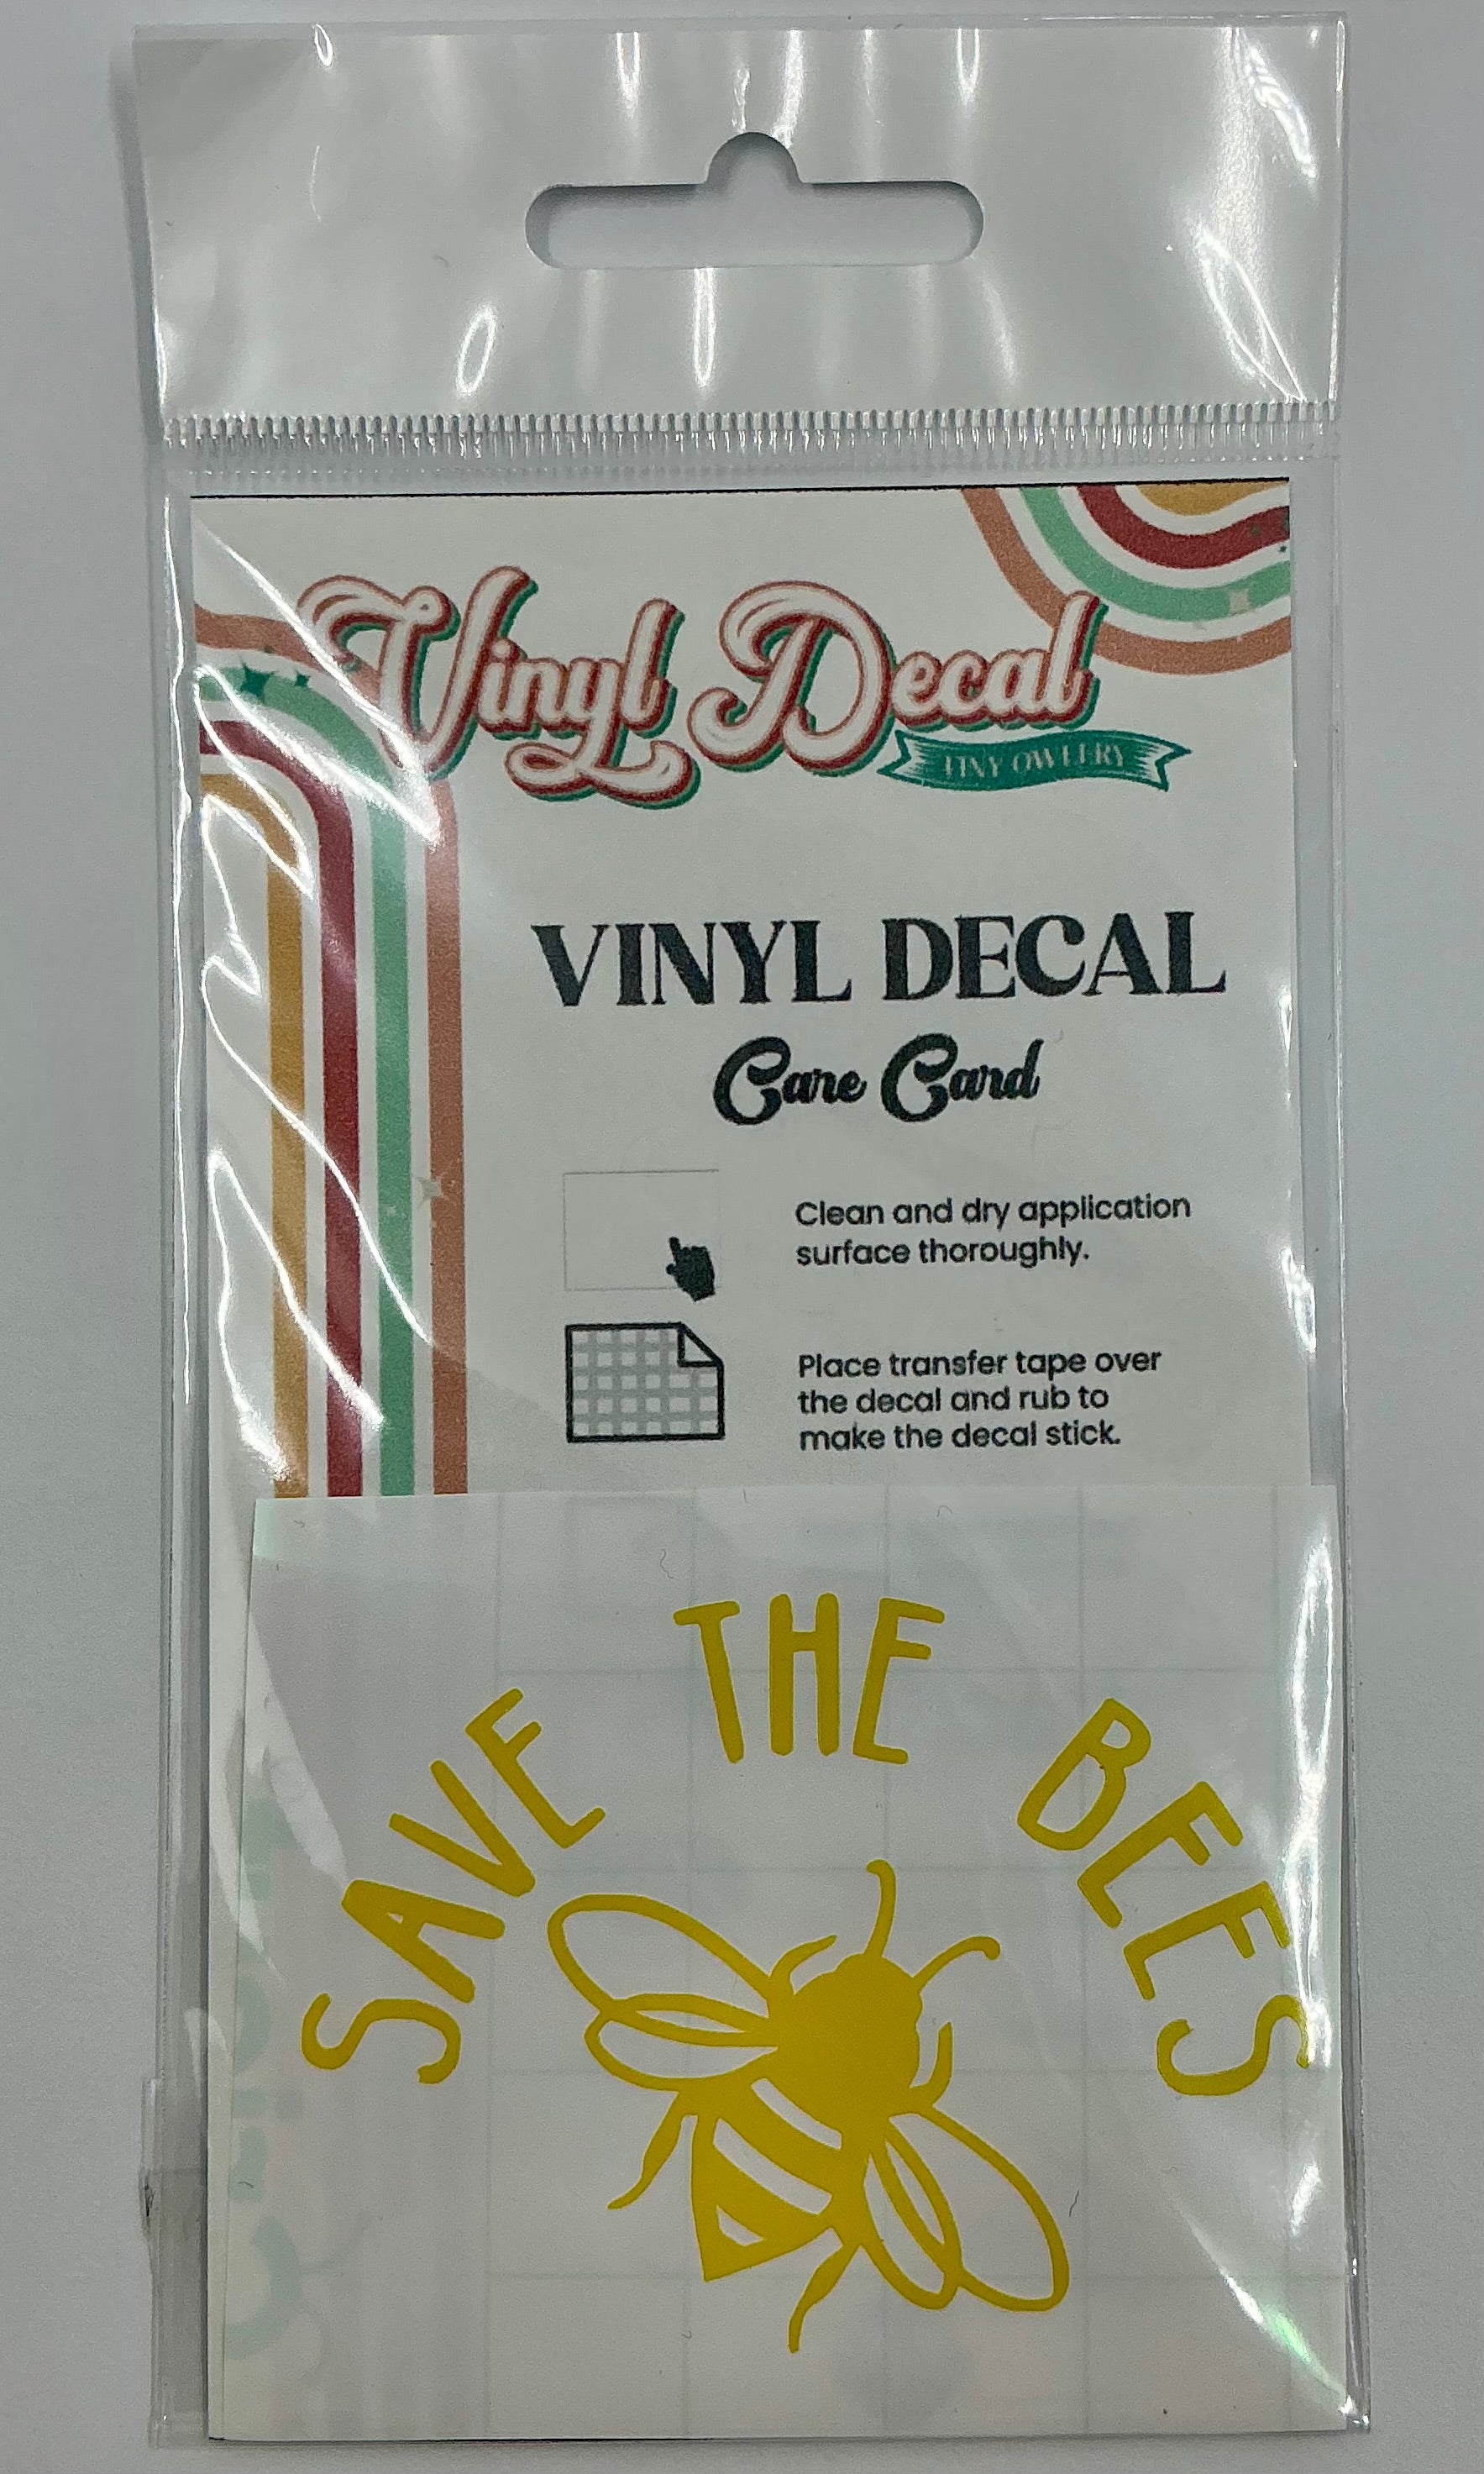 Vinyl Decal
TINY OWLERY
VINYL DECAL
Care Card
Clean and dry application
surface thoroughly.
Place transfer tape over
the decal and rub to
make the decal stick.
SAVE THE BEES